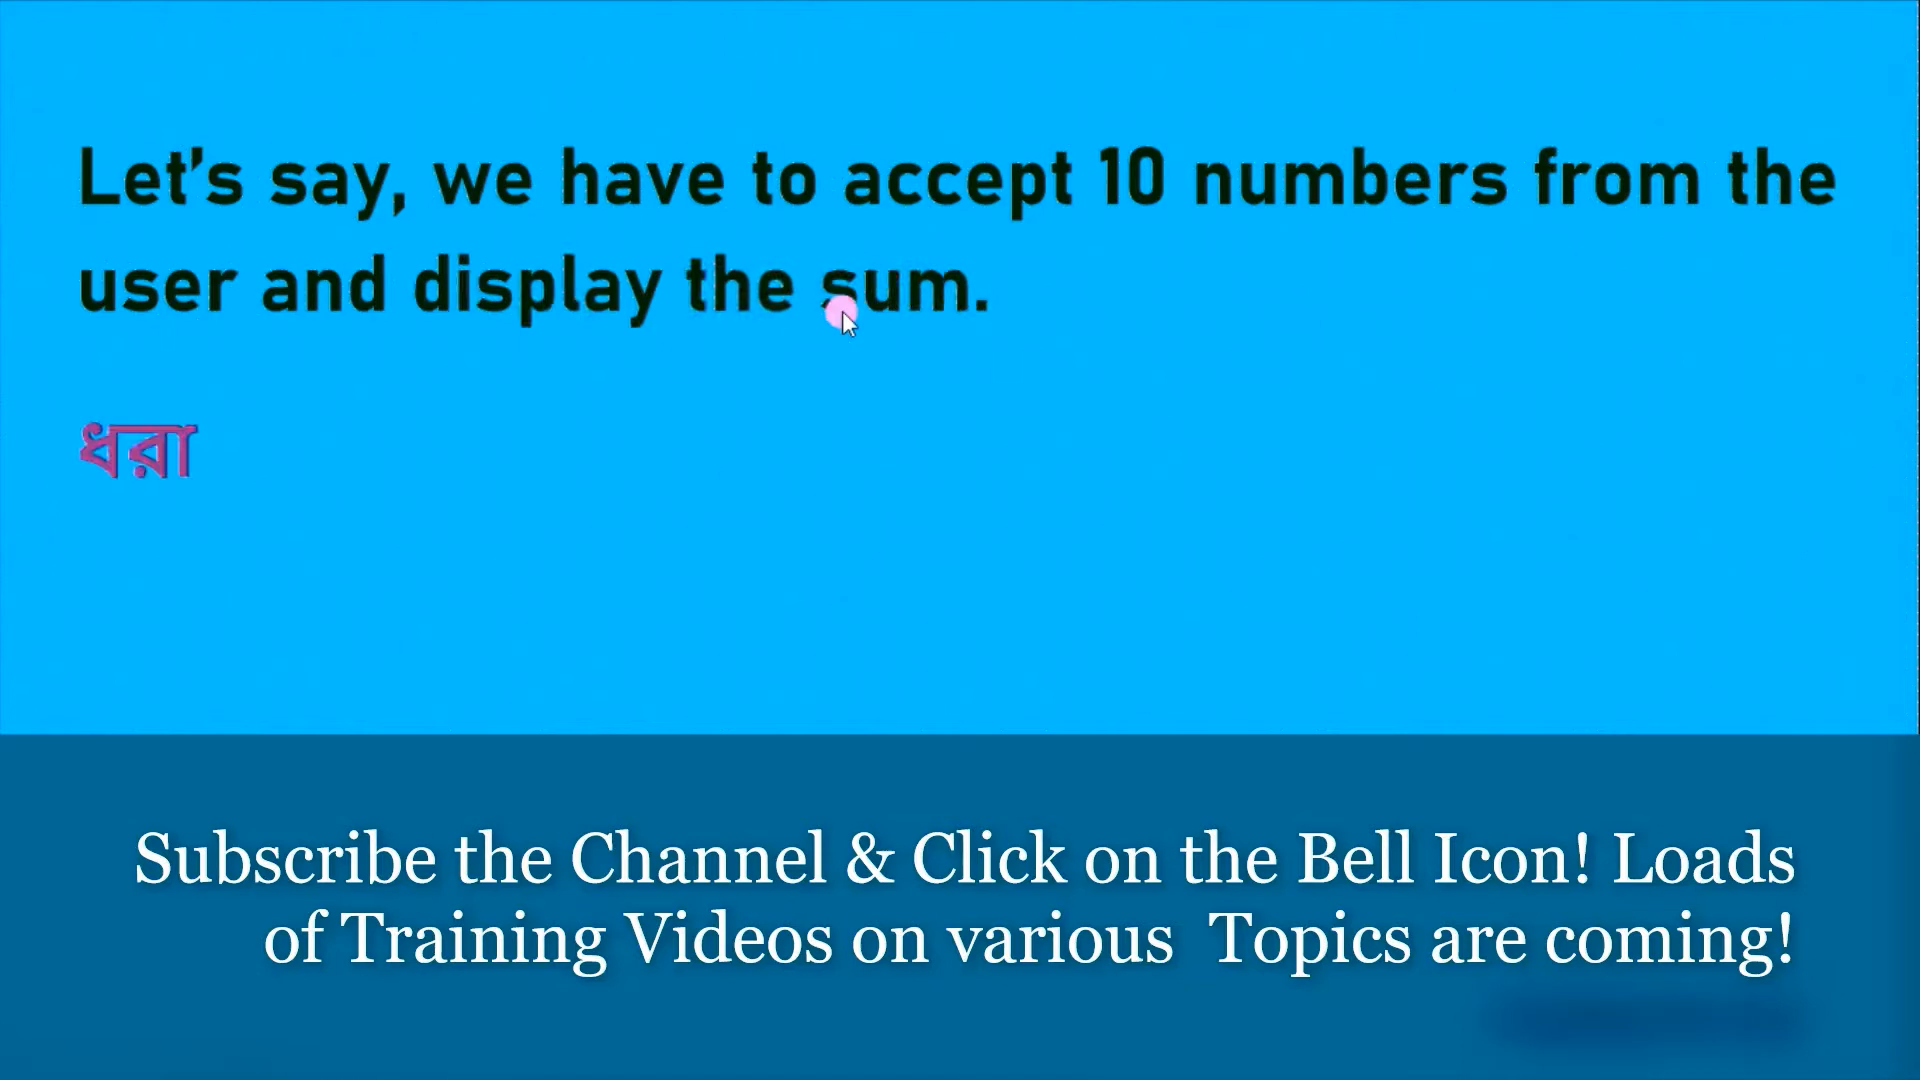 Let's say, we have to accept 10 numbers from the
user and display the sum.
ধরা
Subscribe the Channel & Click on the Bell Icon! Loads
of Training Videos on various Topics are coming!